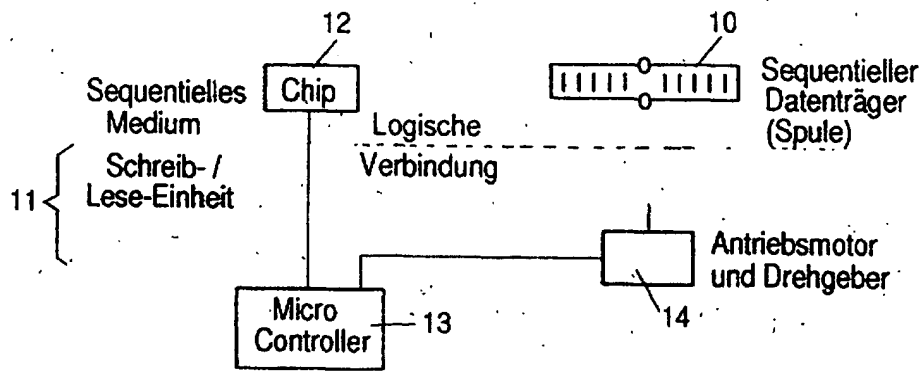 12
10
Chip
Sequentielles
Medium
Sequentieller
Datenträger
(Spule)
Logische
Verbindung
Schreib- /
Lese-Einheit
11
Antriebsmotor
und Drehgeber
14
Micro
Controller
13